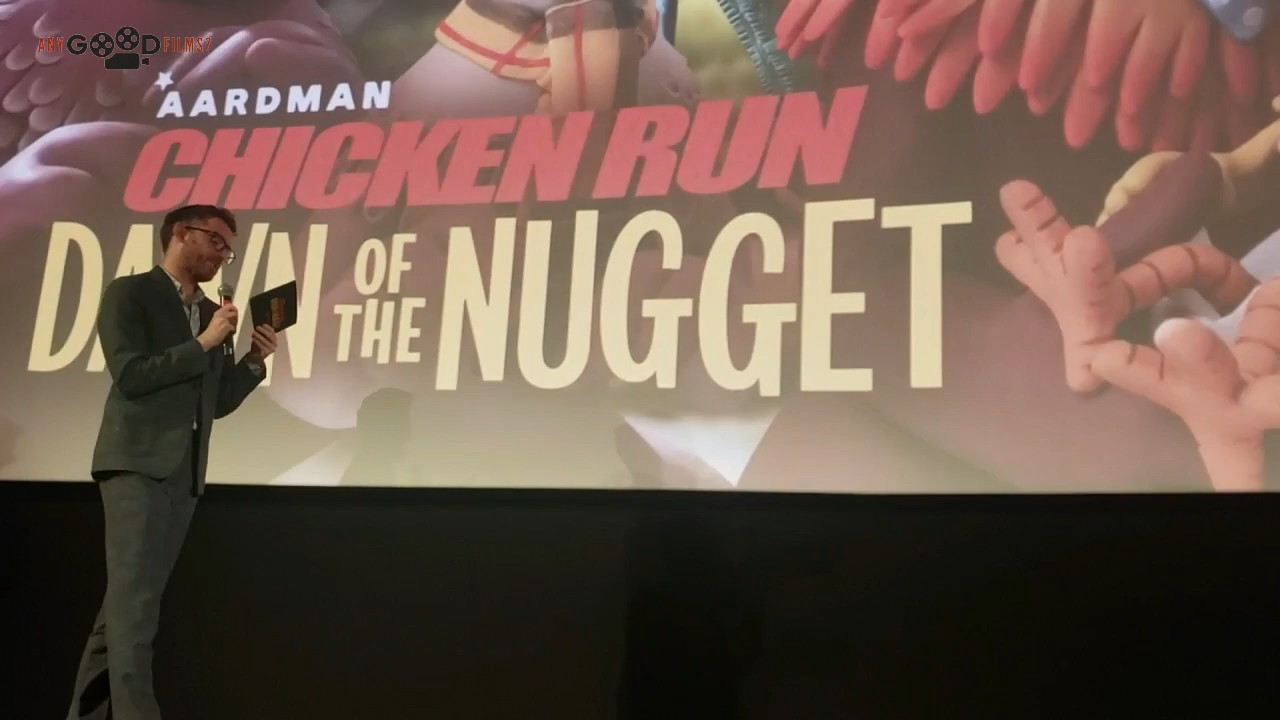 ANY GOOD FILMS?
AARDMAN
CHICKEN RUN
DAWN OF THE NUGGET